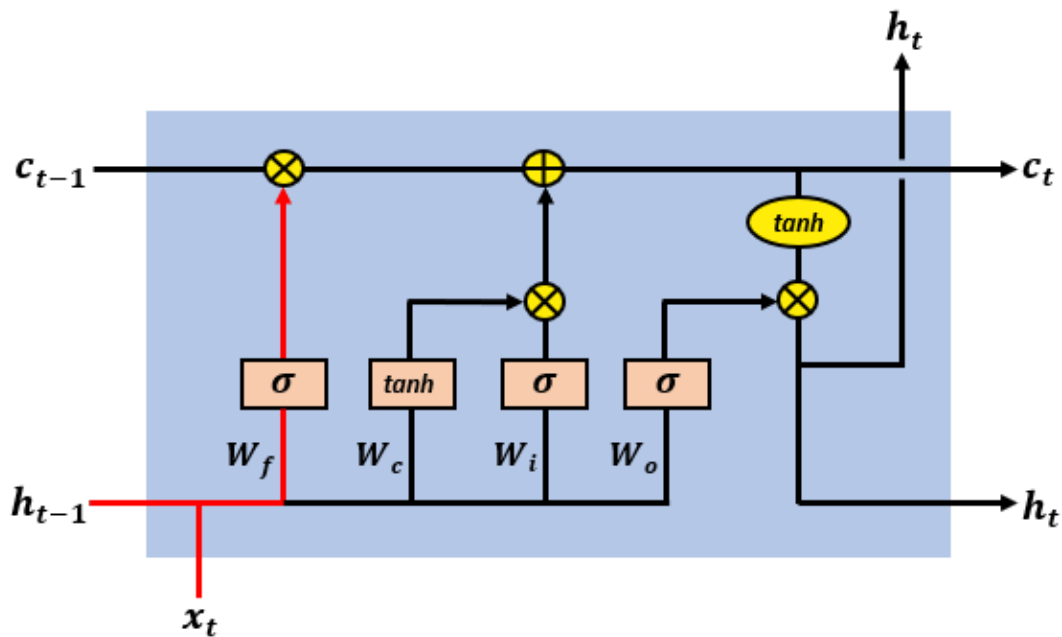 h_t
c_{t-1}
c_t
tanh
σ tanh σ σ
W_f W_c W_i W_o
h_{t-1}
h_t
x_t